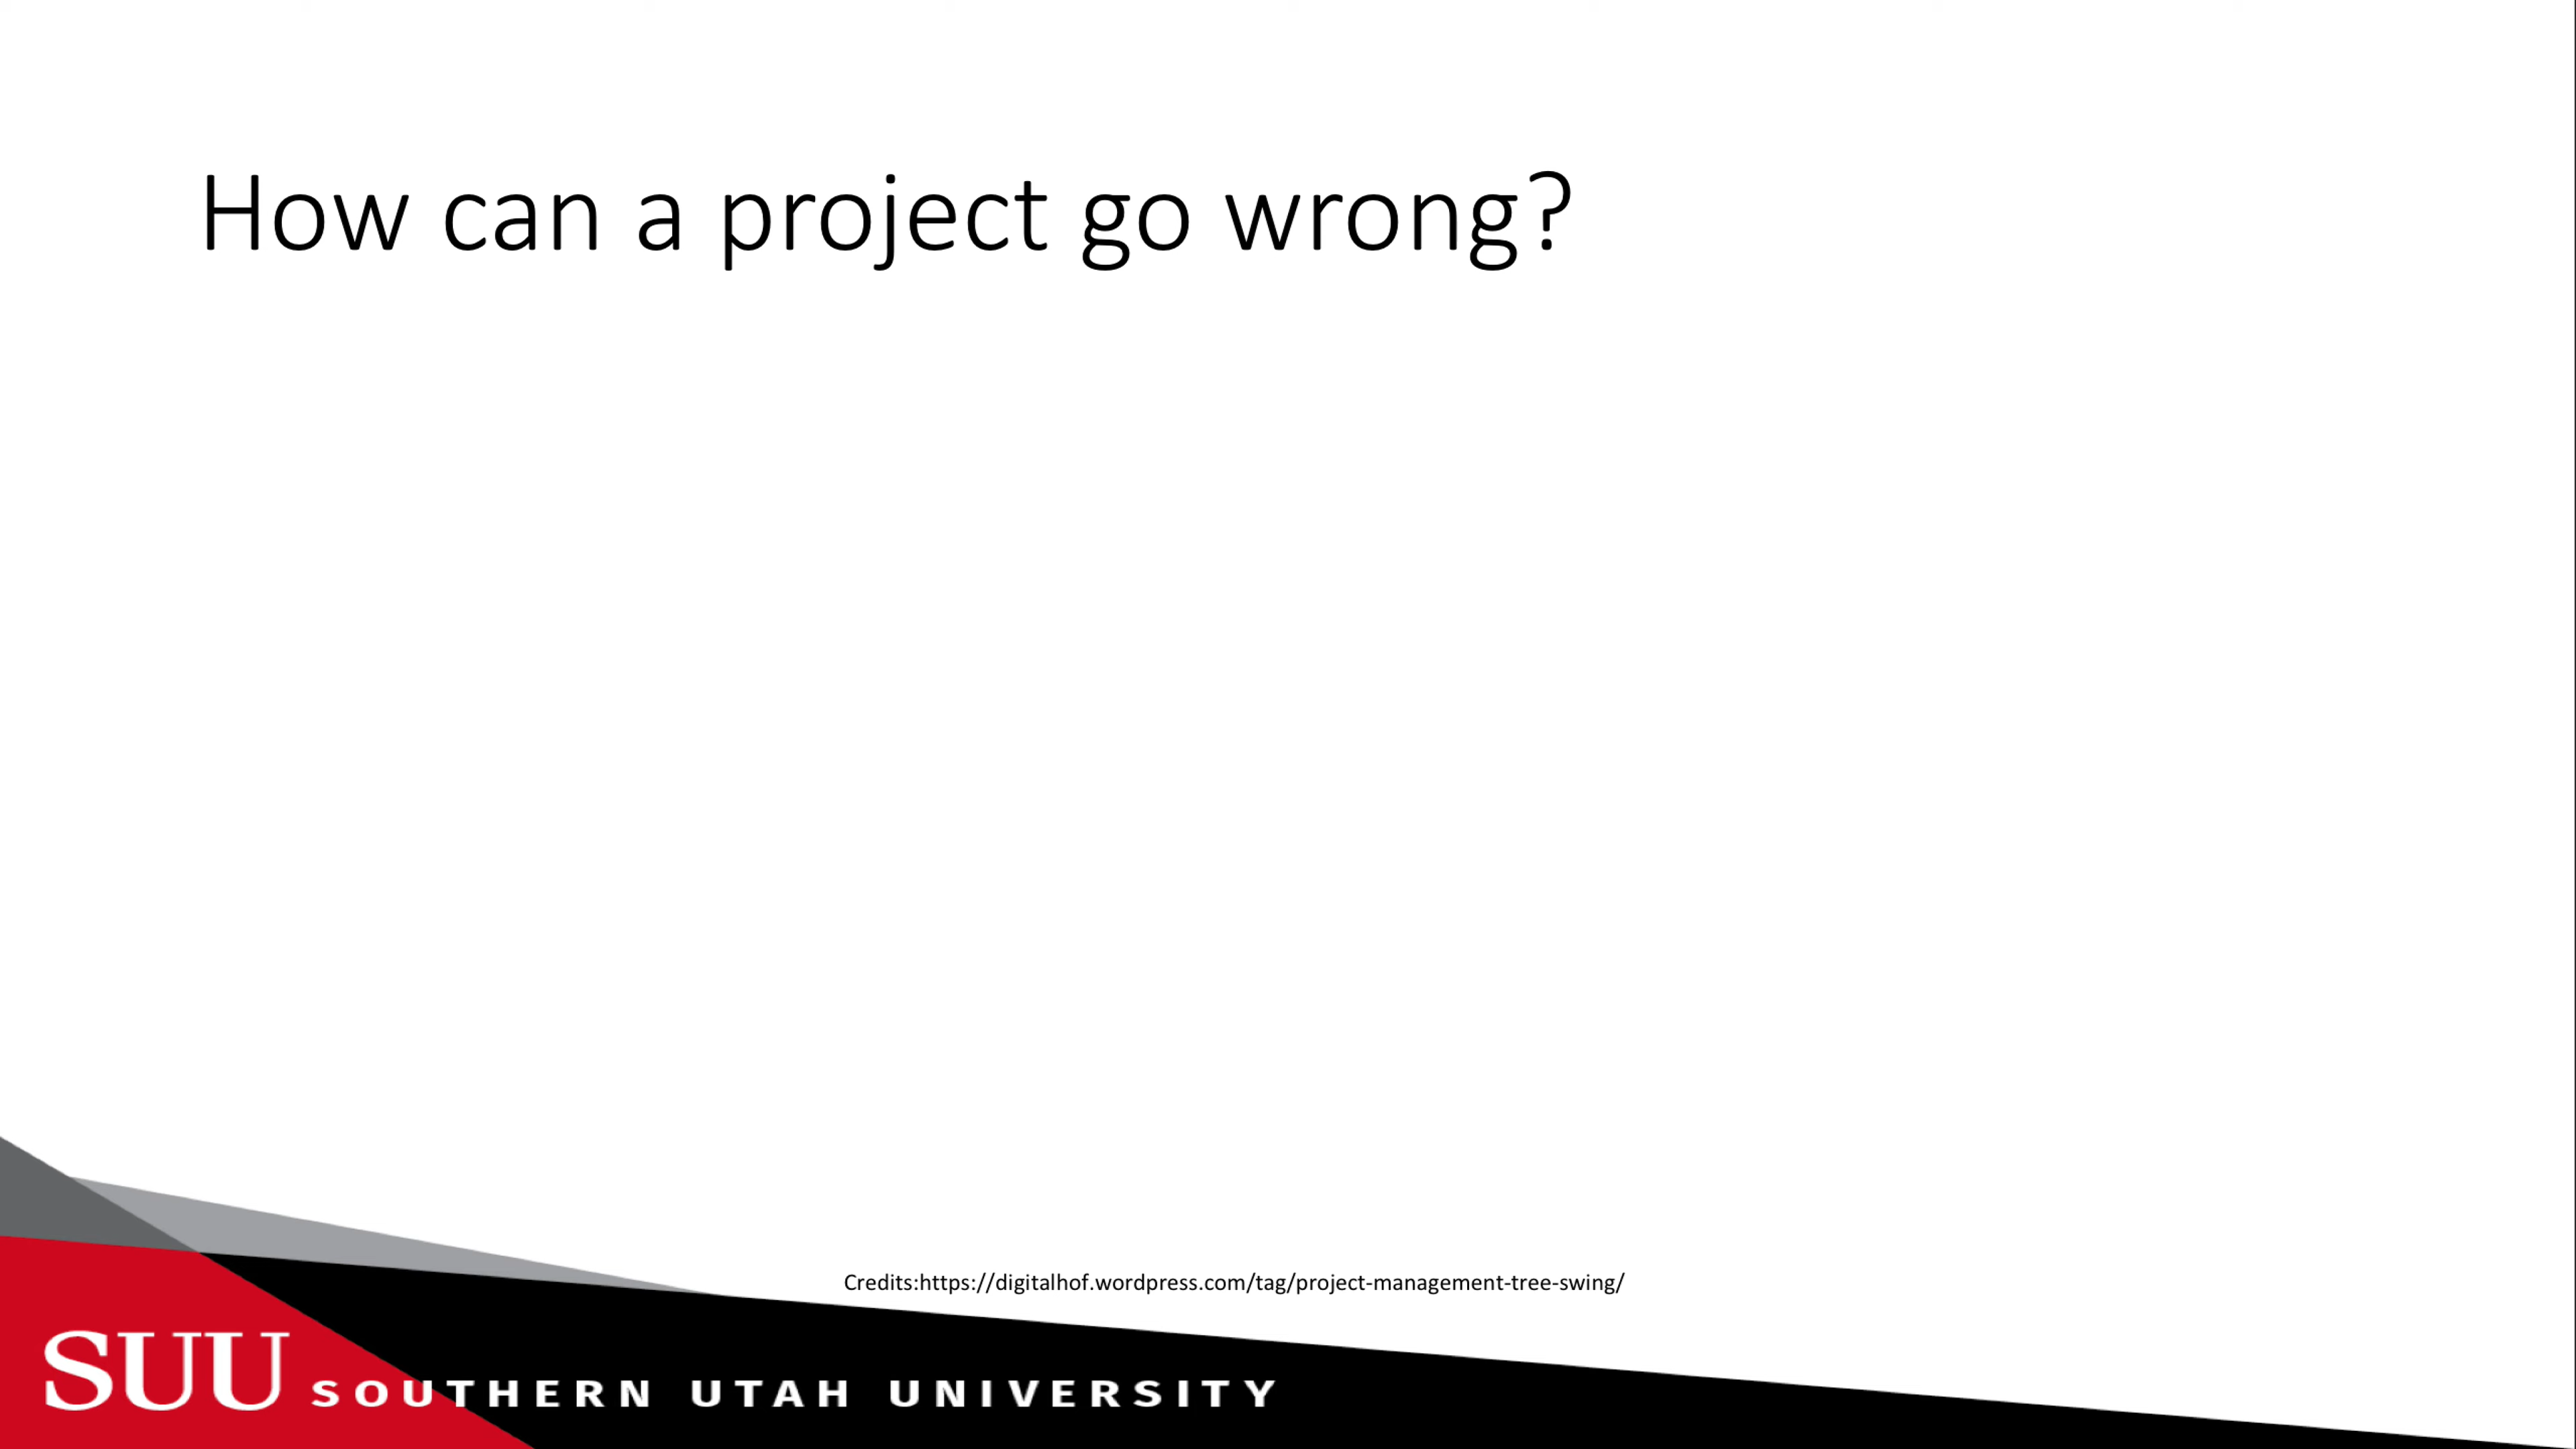 How can a project go wrong?
Credits:https://digitalhof.wordpress.com/tag/project-management-tree-swing/
SUU SOUTHERN UTAH UNIVERSITY